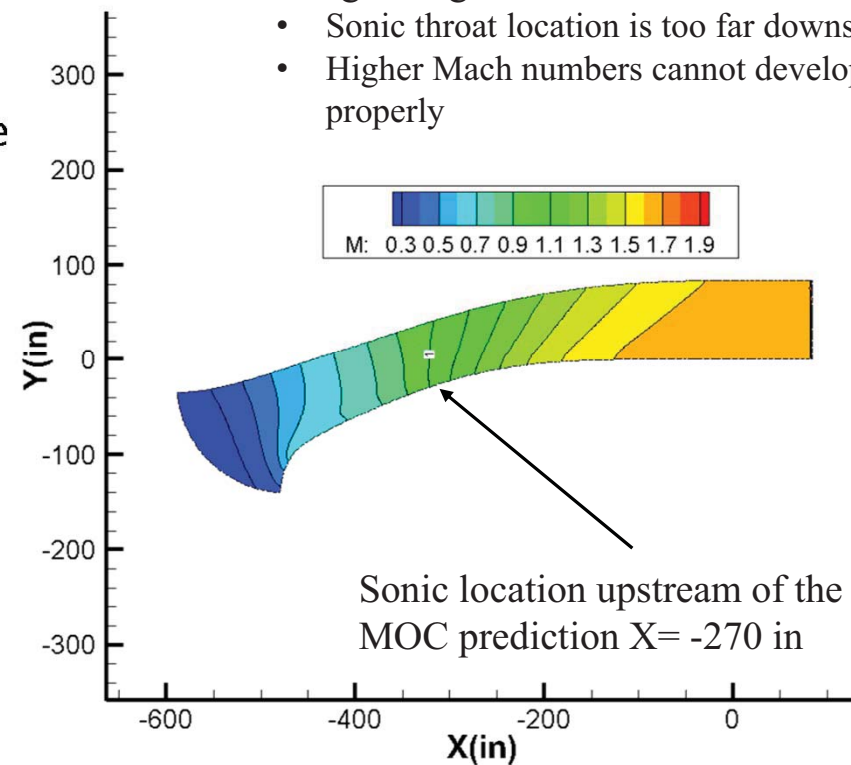 • Sonic throat location is too far downs
• Higher Mach numbers cannot develop
properly
M: 0.3 0.5 0.7 0.9 1.1 1.3 1.5 1.7 1.9
300
200
100
0
-100
-200
-300
Y(in)
1
Sonic location upstream of the
MOC prediction X= -270 in
-600 -400 -200 0
X(in)